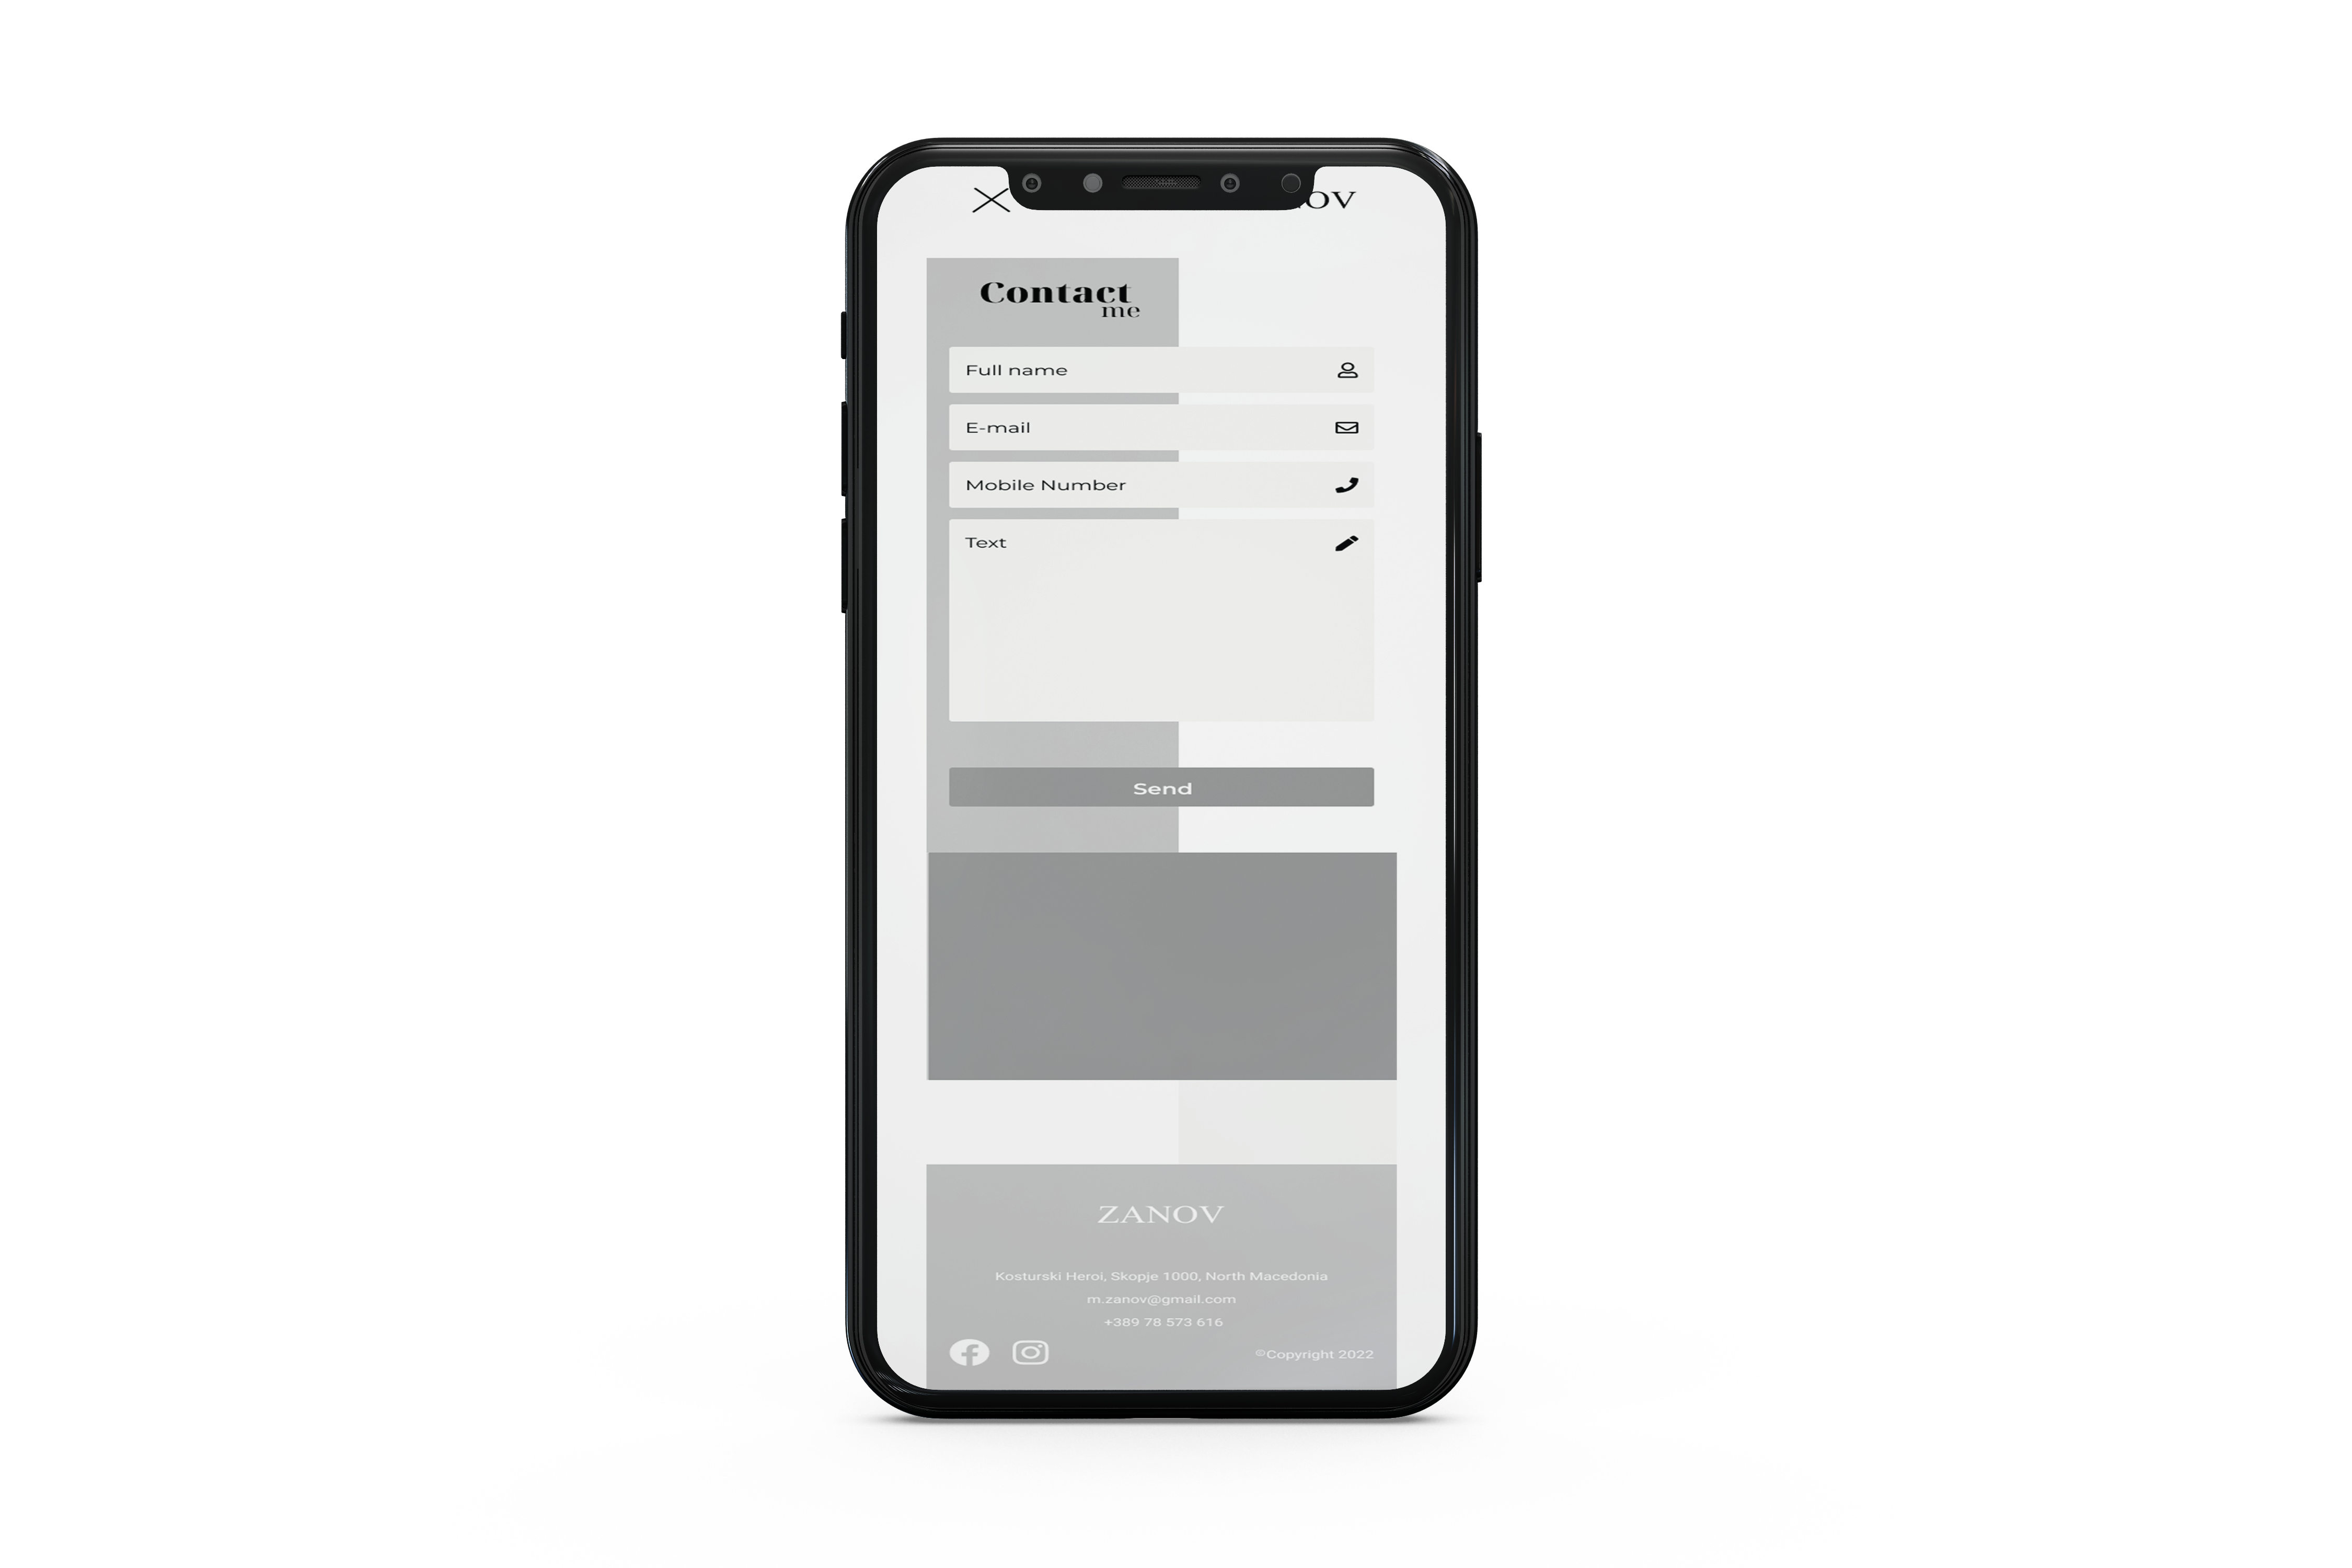 OV
Contact
me
Full name
E-mail
Mobile Number
Text
Send
ZANOV
Kosturski Heroi, Skopje 1000, North Macedonia
m.zanov@gmail.com
+389 78 573 616
©Copyright 2022